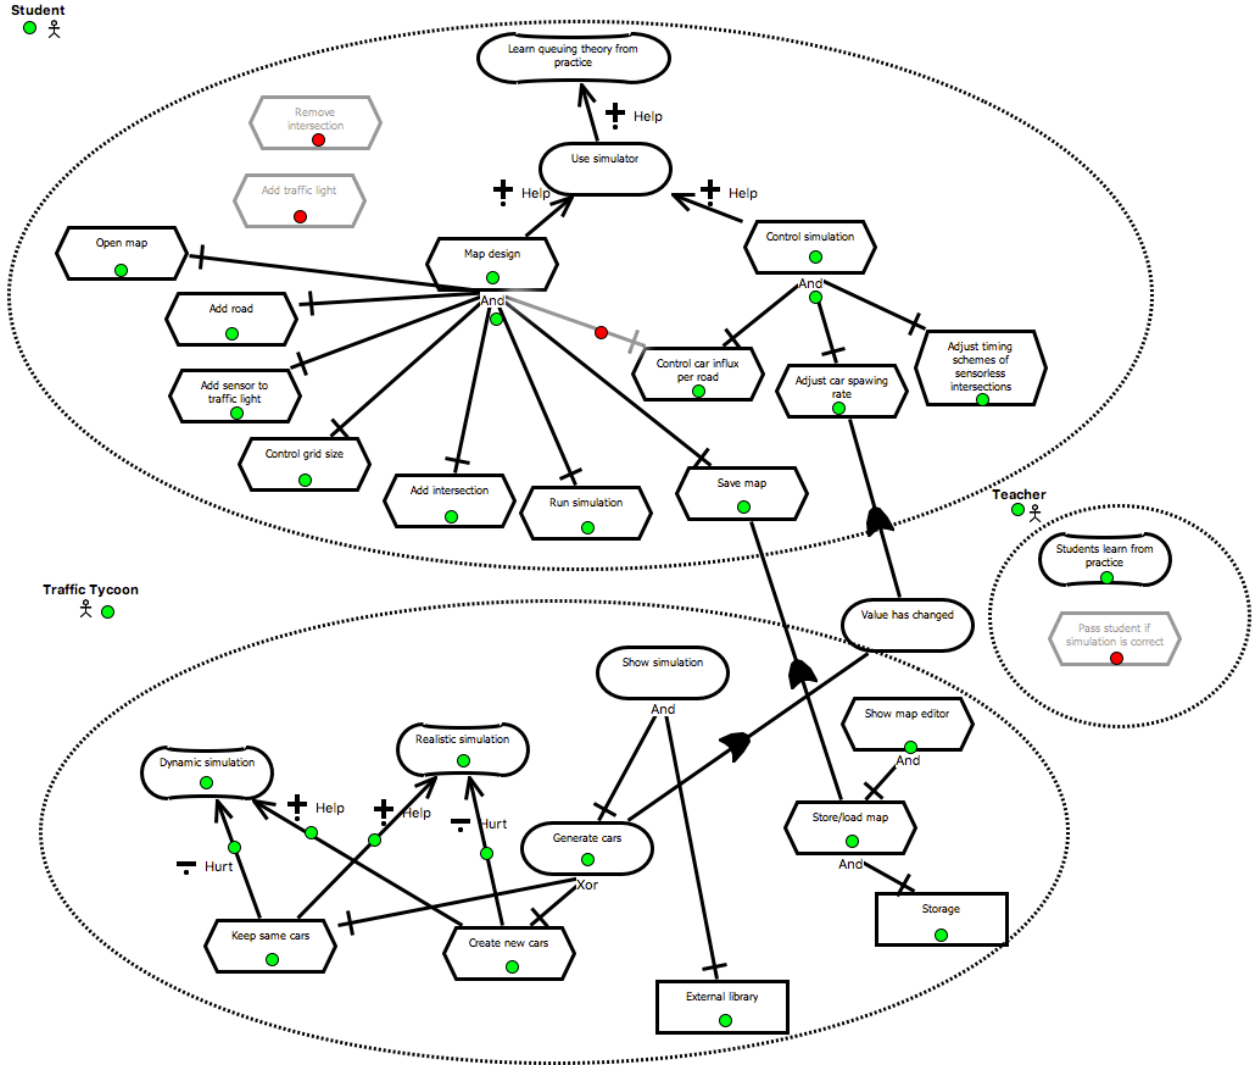 Student
Learn queuing theory from
practice
Remove
intersection
Help
Use simulator
Add traffic light
Help
Help
Open map
Map design
Control simulation
And
Add road
And
Control car influx
per road
Adjust car spawing
rate
Adjust timing
schemes of
sensorless
intersections
Add sensor to
traffic light
Control grid size
Add intersection
Run simulation
Save map
Teacher
Students learn from
practice
Pass student if
simulation is correct
Traffic Tycoon
Value has changed
Show simulation
And
Show map editor
And
Realistic simulation
Dynamic simulation
Help
Help
Hurt
Hurt
Generate cars
Xor
Store/load map
And
Storage
Keep same cars
Create new cars
External library